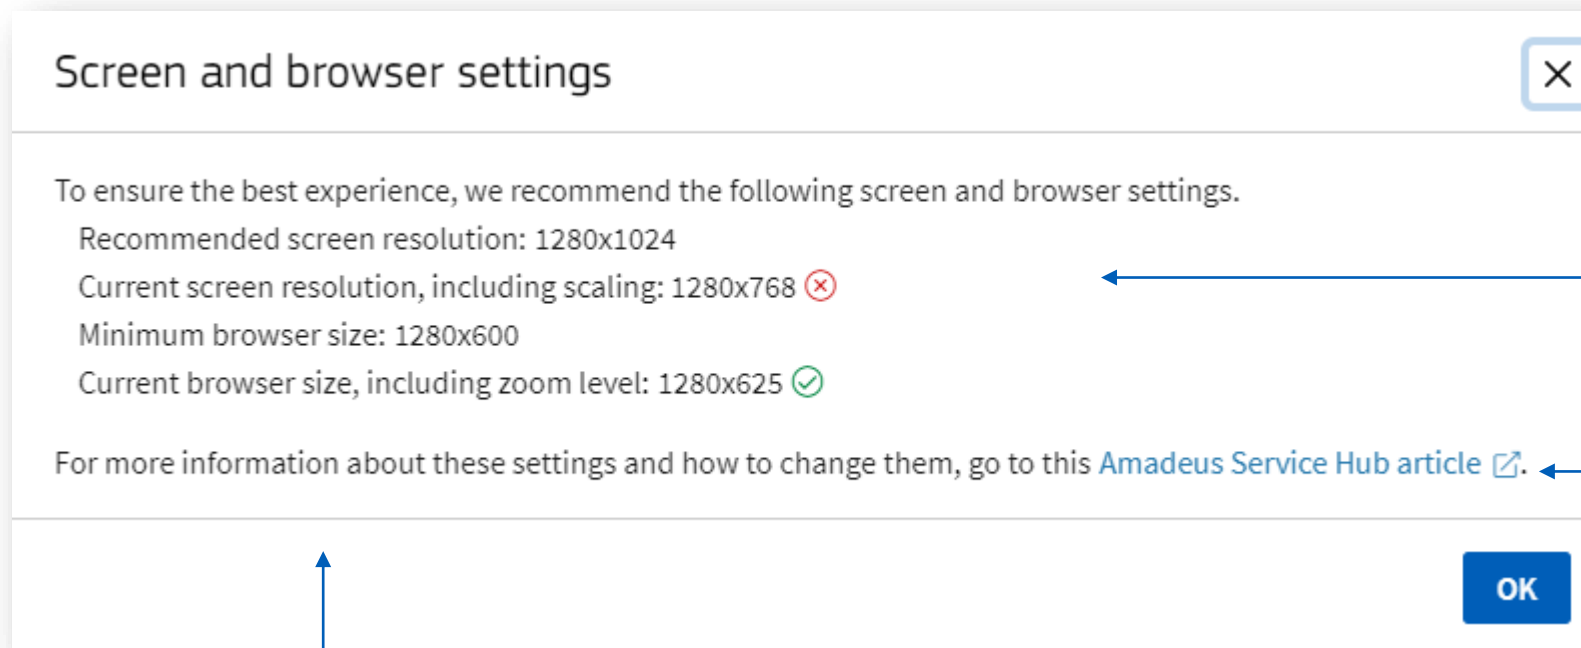 Screen and browser settings
To ensure the best experience, we recommend the following screen and browser settings.
Recommended screen resolution: 1280x1024
Current screen resolution, including scaling: 1280x768
Minimum browser size: 1280x600
Current browser size, including zoom level: 1280x625
For more information about these settings and how to change them, go to this Amadeus Service Hub article.
OK